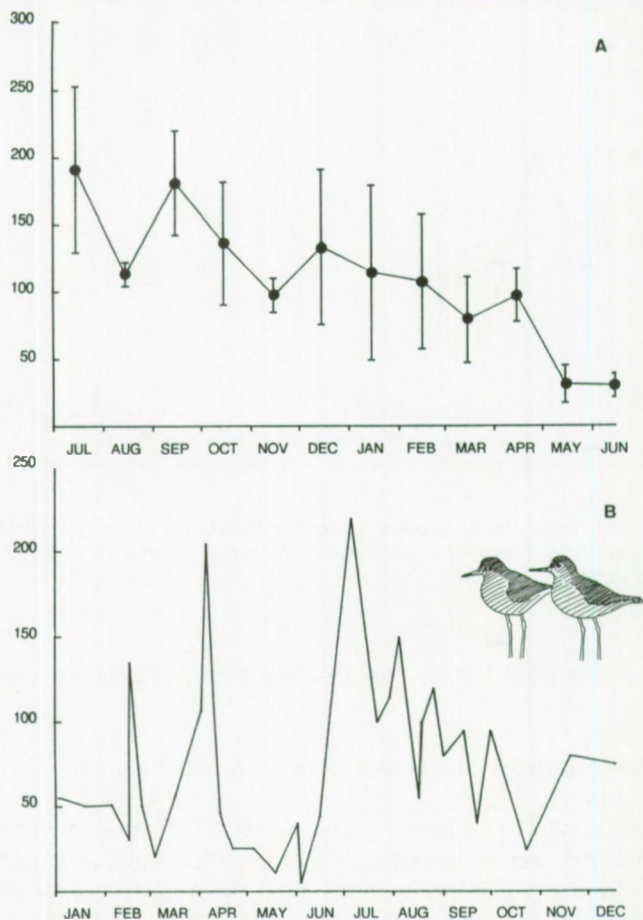 300
A
250
200
150
100
50
JUL AUG SEP OCT NOV DEC JAN FEB MAR APR MAY JUN
250
B
200
150
100
50
JAN FEB MAR APR MAY JUN JUL AUG SEP OCT NOV DEC